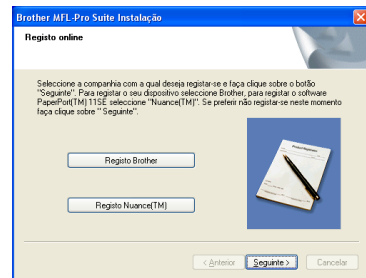 Brother MFL-Pro Suite Instalação
Registo online
Seleccione a companhia com a qual deseja registar-se e faça clique sobre o botão
"Seguinte". Para registar o seu dispositivo seleccione Brother, para registar o software
PaperPort(TM) 11SE seleccione "Nuance(TM)". Se preferir não registar-se neste momento
faça clique sobre " Seguinte".
Product Registration
Registo Brother
Registo Nuance(TM)
< Anterior
Seguinte >
Cancelar